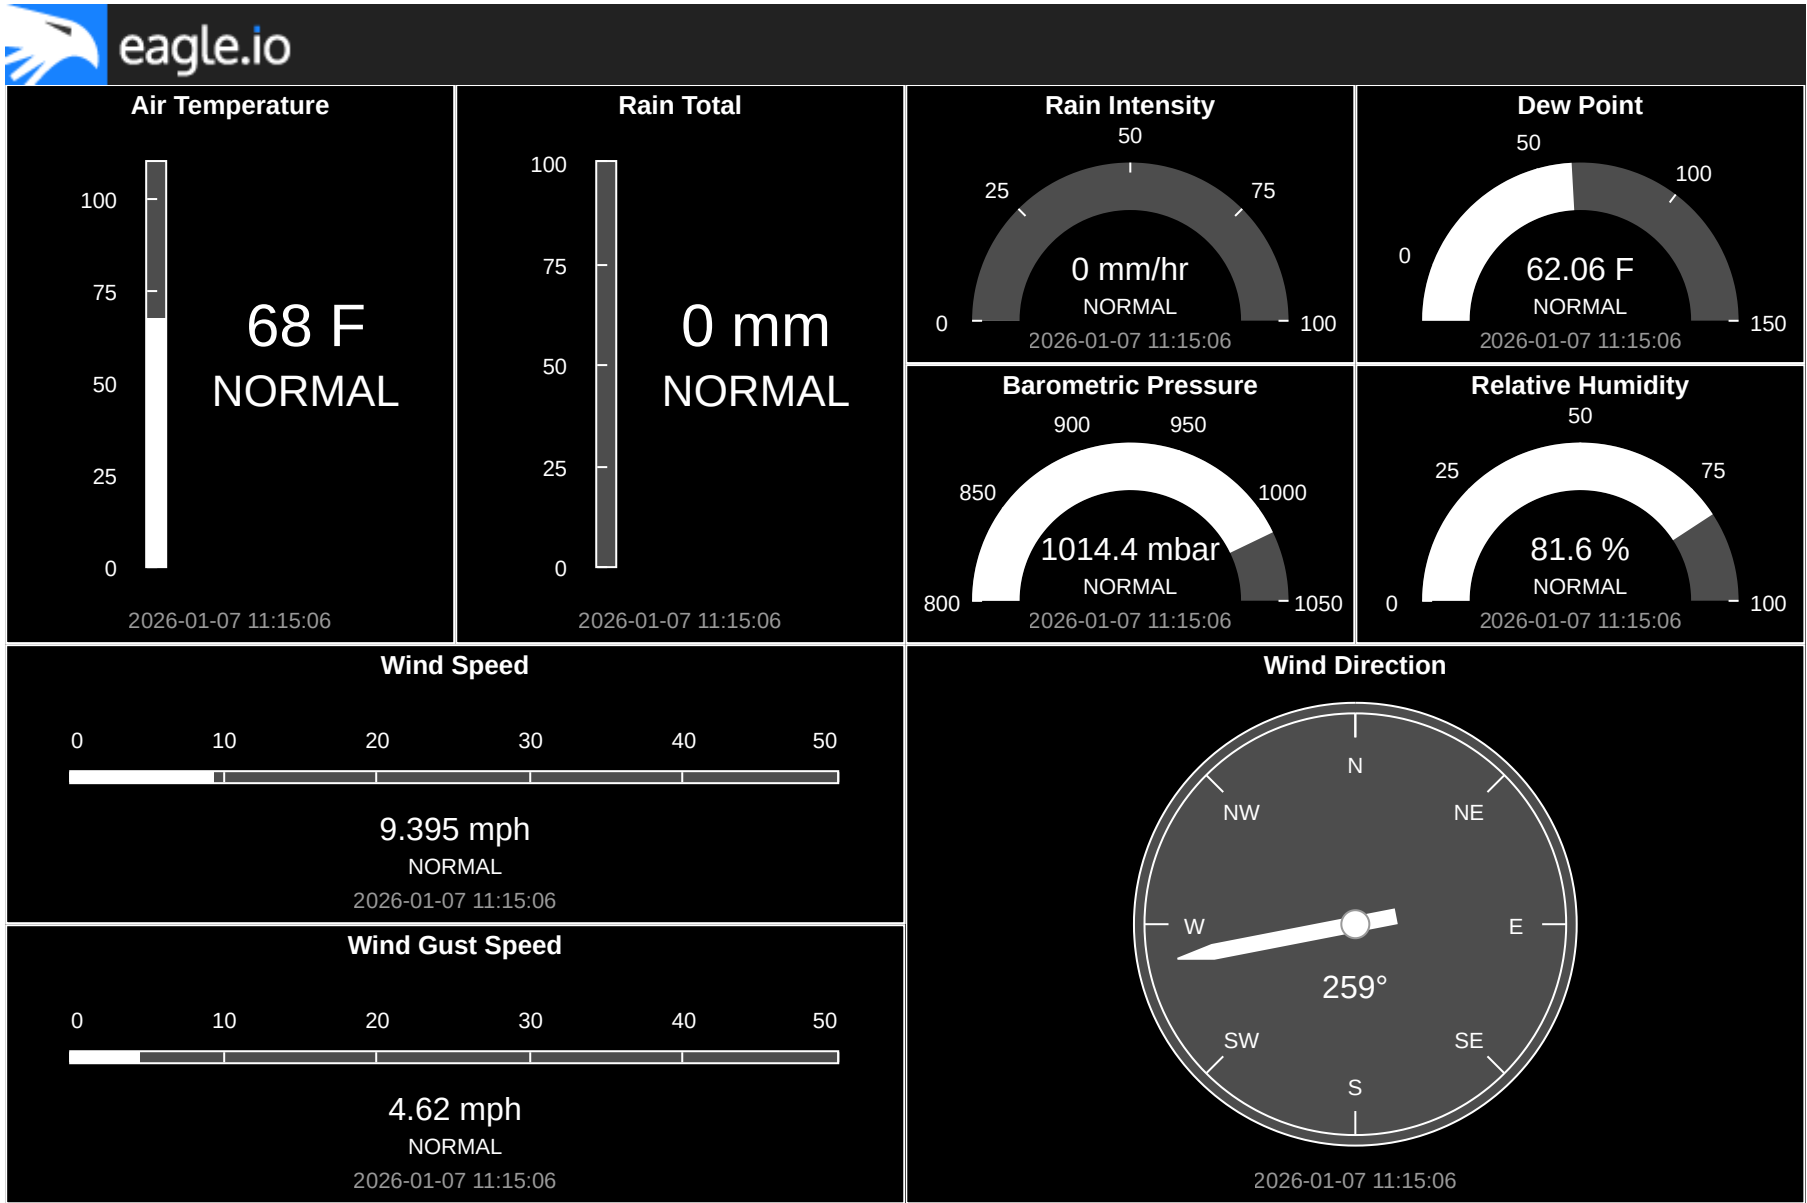 eagle.io
Air Temperature
100
75
50
25
0
68 F
NORMAL
2026-01-07 11:15:06
Rain Total
100
75
50
25
0
0 mm
NORMAL
2026-01-07 11:15:06
Rain Intensity
50
25
75
0
100
0 mm/hr
NORMAL
2026-01-07 11:15:06
Dew Point
50
100
0
150
62.06 F
NORMAL
2026-01-07 11:15:06
Barometric Pressure
900
950
850
1000
800
1050
1014.4 mbar
NORMAL
2026-01-07 11:15:06
Relative Humidity
50
25
75
0
100
81.6 %
NORMAL
2026-01-07 11:15:06
Wind Speed
0 10 20 30 40 50
9.395 mph
NORMAL
2026-01-07 11:15:06
Wind Gust Speed
0 10 20 30 40 50
4.62 mph
NORMAL
2026-01-07 11:15:06
Wind Direction
N
NW
NE
W
E
259°
SW
SE
S
2026-01-07 11:15:06